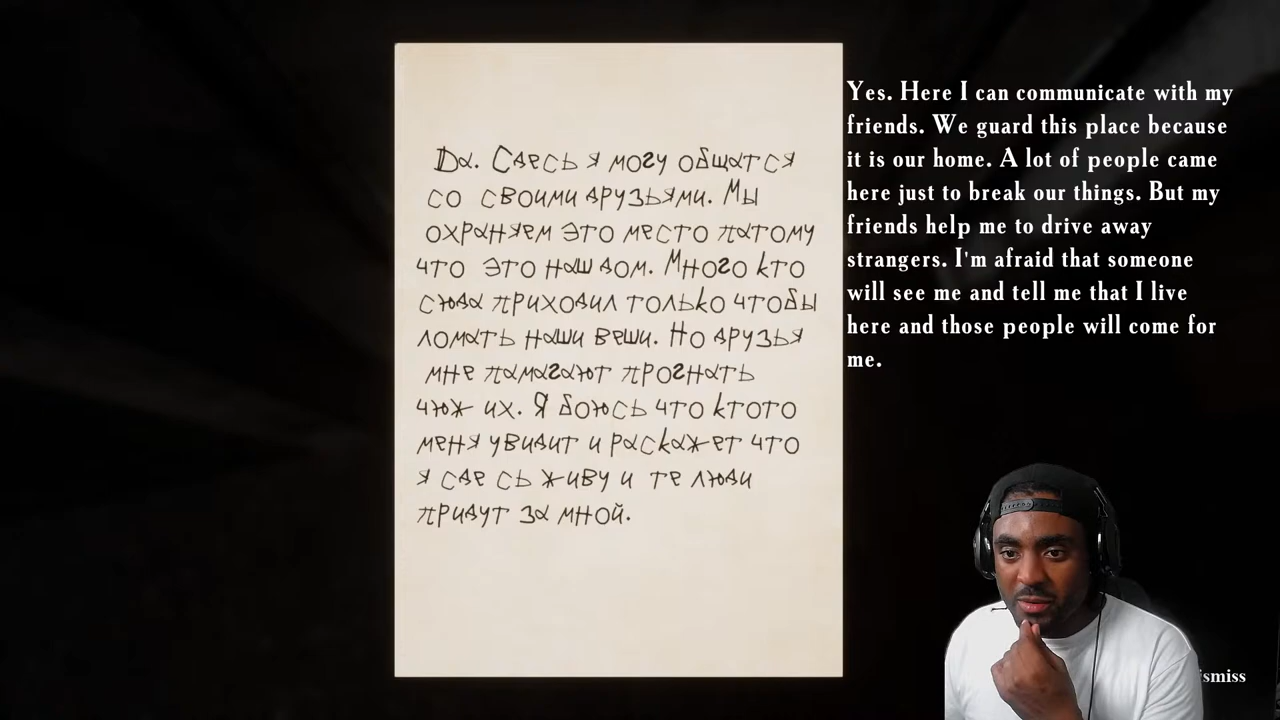 Да. Сдесь я могу общатся
со своими друзьями. Мы
охраняем это место патому
что это наш дом. Много кто
сюда приходил только чтобы
ломать наши веши. Но друзья
мне памагают прогнать
чюж их. Я боюсь что ктото
меня увидит и раскажет что
я сде сь живу и те люди
придут за мной.
Yes. Here I can communicate with my
friends. We guard this place because
it is our home. A lot of people came
here just to break our things. But my
friends help me to drive away
strangers. I'm afraid that someone
will see me and tell me that I live
here and those people will come for
me.